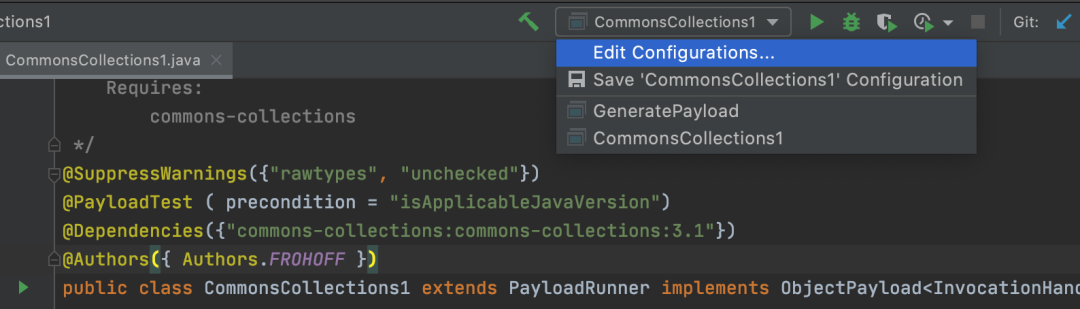 ctions1
CommonsCollections1
Git:
Edit Configurations...
CommonsCollections1.java
Save 'CommonsCollections1' Configuration
Requires:
GeneratePayload
commons-collections
CommonsCollections1
*/
@SuppressWarnings({"rawtypes", "unchecked"})
@PayloadTest ( precondition = "isApplicableJavaVersion")
@Dependencies({"commons-collections:commons-collections:3.1"})
@Authors({ Authors.FROHOFF })
public class CommonsCollections1 extends PayloadRunner implements ObjectPayload<InvocationHand